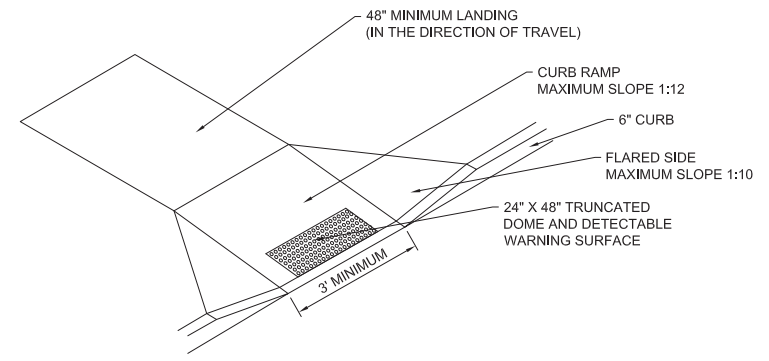 48" MINIMUM LANDING
(IN THE DIRECTION OF TRAVEL)
CURB RAMP
MAXIMUM SLOPE 1:12
6" CURB
FLARED SIDE
MAXIMUM SLOPE 1:10
24" X 48" TRUNCATED
DOME AND DETECTABLE
WARNING SURFACE
3' MINIMUM